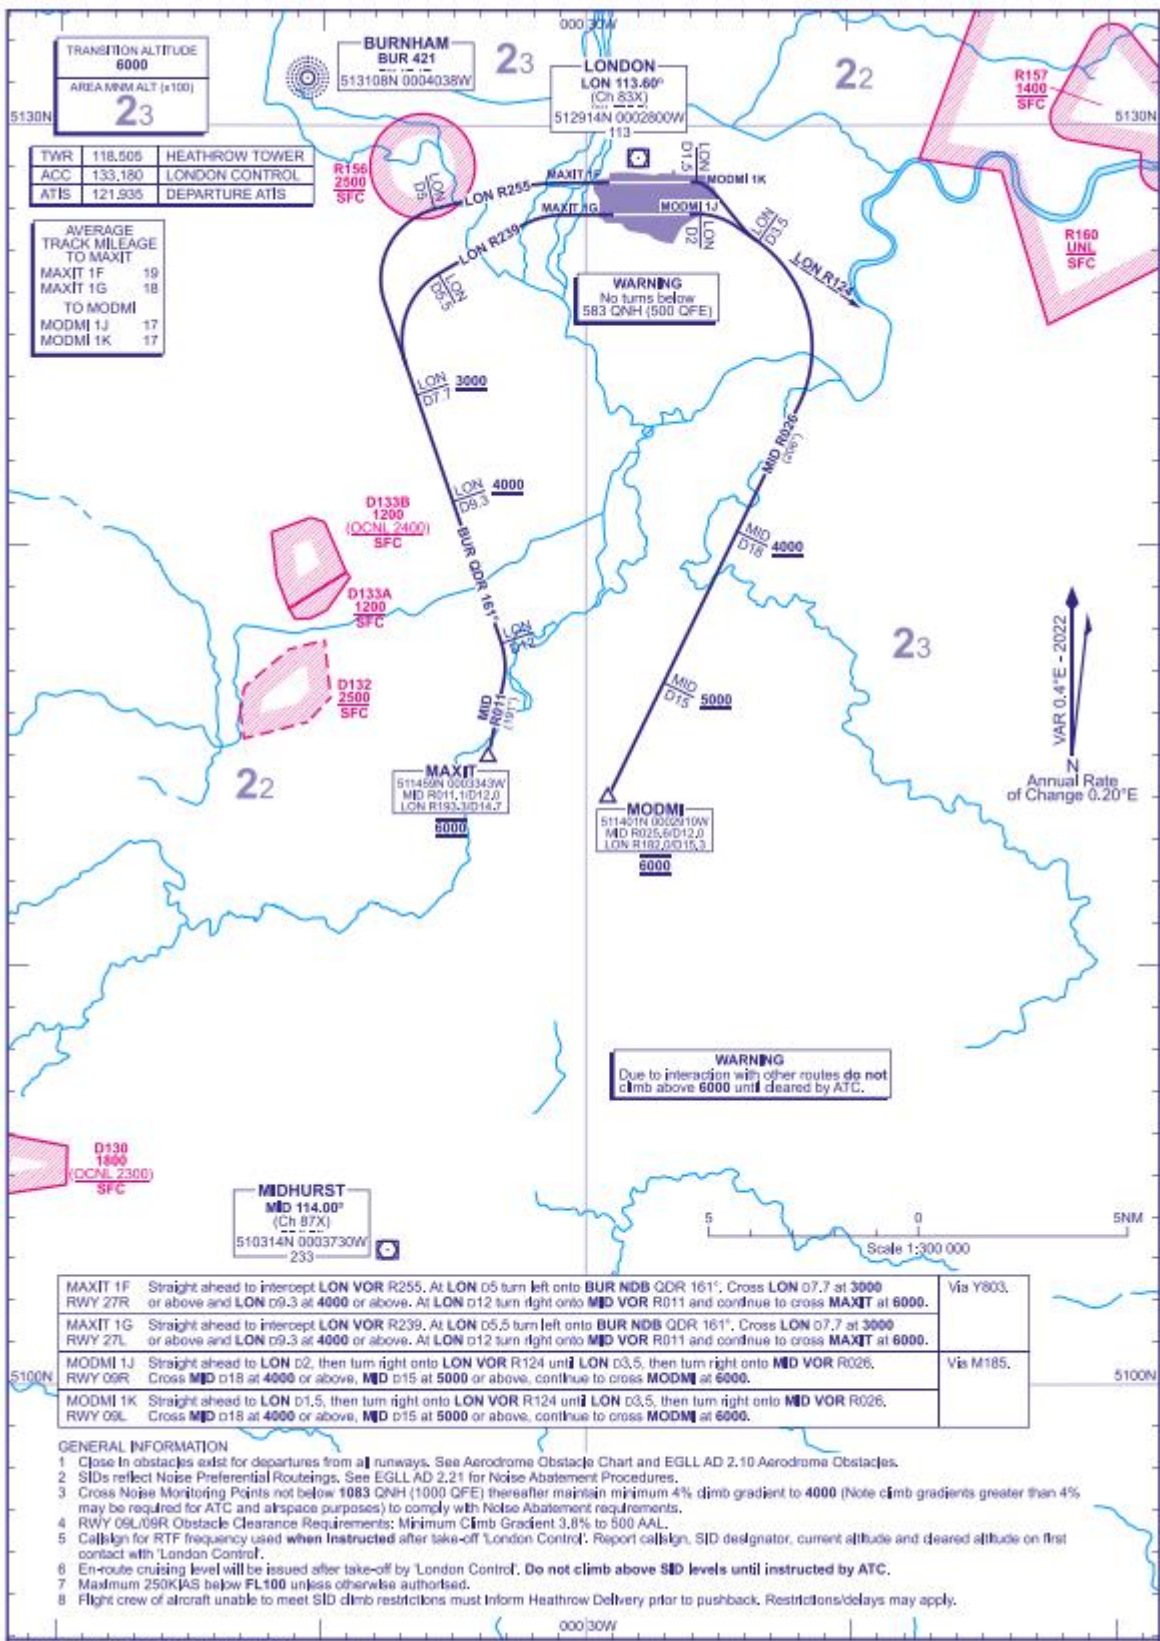 000 30W
TRANSITION ALTITUDE
6000
AREA MNM ALT (x100)
23
BURNHAM
BUR 421
513108N 0004038W
23
LONDON
LON 113.60°
(Ch 83X)
512914N 0002800W
113
22
R157
1400
SFC
5130N
5130N
TWR 118.505 HEATHROW TOWER
ACC 133.180 LONDON CONTROL
ATIS 121.935 DEPARTURE ATIS
R156
2500
SFC
LON
D5
LON R255
MAXIT 1F
LON
D1.5
MODMI 1K
MAXIT 1G
MODMI 1J
LON R239
LON
D2
LON
D3.5
LON R124
R160
UNL
SFC
AVERAGE
TRACK MILEAGE
TO MAXIT
MAXIT 1F 19
MAXIT 1G 18
TO MODMI
MODMI 1J 17
MODMI 1K 17
LON
D5.5
WARNING
No turns below
583 QNH (500 QFE)
LON
D7.7
3000
MID R026
(206°)
LON
D9.3
4000
D133B
1200
(OCNL 2400)
SFC
BUR QDR 161°
MID
D18
4000
D133A
1200
SFC
LON
D12
23
VAR 0.4°E - 2022
N
Annual Rate
of Change 0.20°E
D132
2500
SFC
MID
R011
(191°)
MID
D15
5000
22
MAXIT
511459N 0003343W
MID R011.1/D12.0
LON R193.3/D14.7
6000
MODMI
511401N 0002910W
MID R025.6/D12.0
LON R182.0/D15.3
6000
WARNING
Due to interaction with other routes do not
climb above 6000 until cleared by ATC.
D130
1800
(OCNL 2300)
SFC
MIDHURST
MID 114.00°
(Ch 87X)
510314N 0003730W
233
5 0 5NM
Scale 1:300 000
MAXIT 1F Straight ahead to intercept LON VOR R255. At LON D5 turn left onto BUR NDB QDR 161°. Cross LON D7.7 at 3000 Via Y803.
RWY 27R or above and LON D9.3 at 4000 or above. At LON D12 turn right onto MID VOR R011 and continue to cross MAXIT at 6000.
MAXIT 1G Straight ahead to intercept LON VOR R239. At LON D5.5 turn left onto BUR NDB QDR 161°. Cross LON D7.7 at 3000
RWY 27L or above and LON D9.3 at 4000 or above. At LON D12 turn right onto MID VOR R011 and continue to cross MAXIT at 6000.
MODMI 1J Straight ahead to LON D2, then turn right onto LON VOR R124 until LON D3.5, then turn right onto MID VOR R026. Via M185.
RWY 09R Cross MID D18 at 4000 or above, MID D15 at 5000 or above, continue to cross MODMI at 6000.
5100N
5100N
MODMI 1K Straight ahead to LON D1.5, then turn right onto LON VOR R124 until LON D3.5, then turn right onto MID VOR R026.
RWY 09L Cross MID D18 at 4000 or above, MID D15 at 5000 or above, continue to cross MODMI at 6000.
GENERAL INFORMATION
1 Close in obstacles exist for departures from all runways. See Aerodrome Obstacle Chart and EGLL AD 2.10 Aerodrome Obstacles.
2 SIDs reflect Noise Preferential Routeings. See EGLL AD 2.21 for Noise Abatement Procedures.
3 Cross Noise Monitoring Points not below 1083 QNH (1000 QFE) thereafter maintain minimum 4% climb gradient to 4000 (Note climb gradients greater than 4%
may be required for ATC and airspace purposes) to comply with Noise Abatement requirements.
4 RWY 09L/09R Obstacle Clearance Requirements: Minimum Climb Gradient 3.8% to 500 AAL.
5 Callsign for RTF frequency used when instructed after take-off 'London Control'. Report callsign, SID designator, current altitude and cleared altitude on first
contact with 'London Control'.
6 En-route cruising level will be issued after take-off by 'London Control'. Do not climb above SID levels until instructed by ATC.
7 Maximum 250KIAS below FL100 unless otherwise authorised.
8 Flight crew of aircraft unable to meet SID climb restrictions must inform Heathrow Delivery prior to pushback. Restrictions/delays may apply.
000 30W